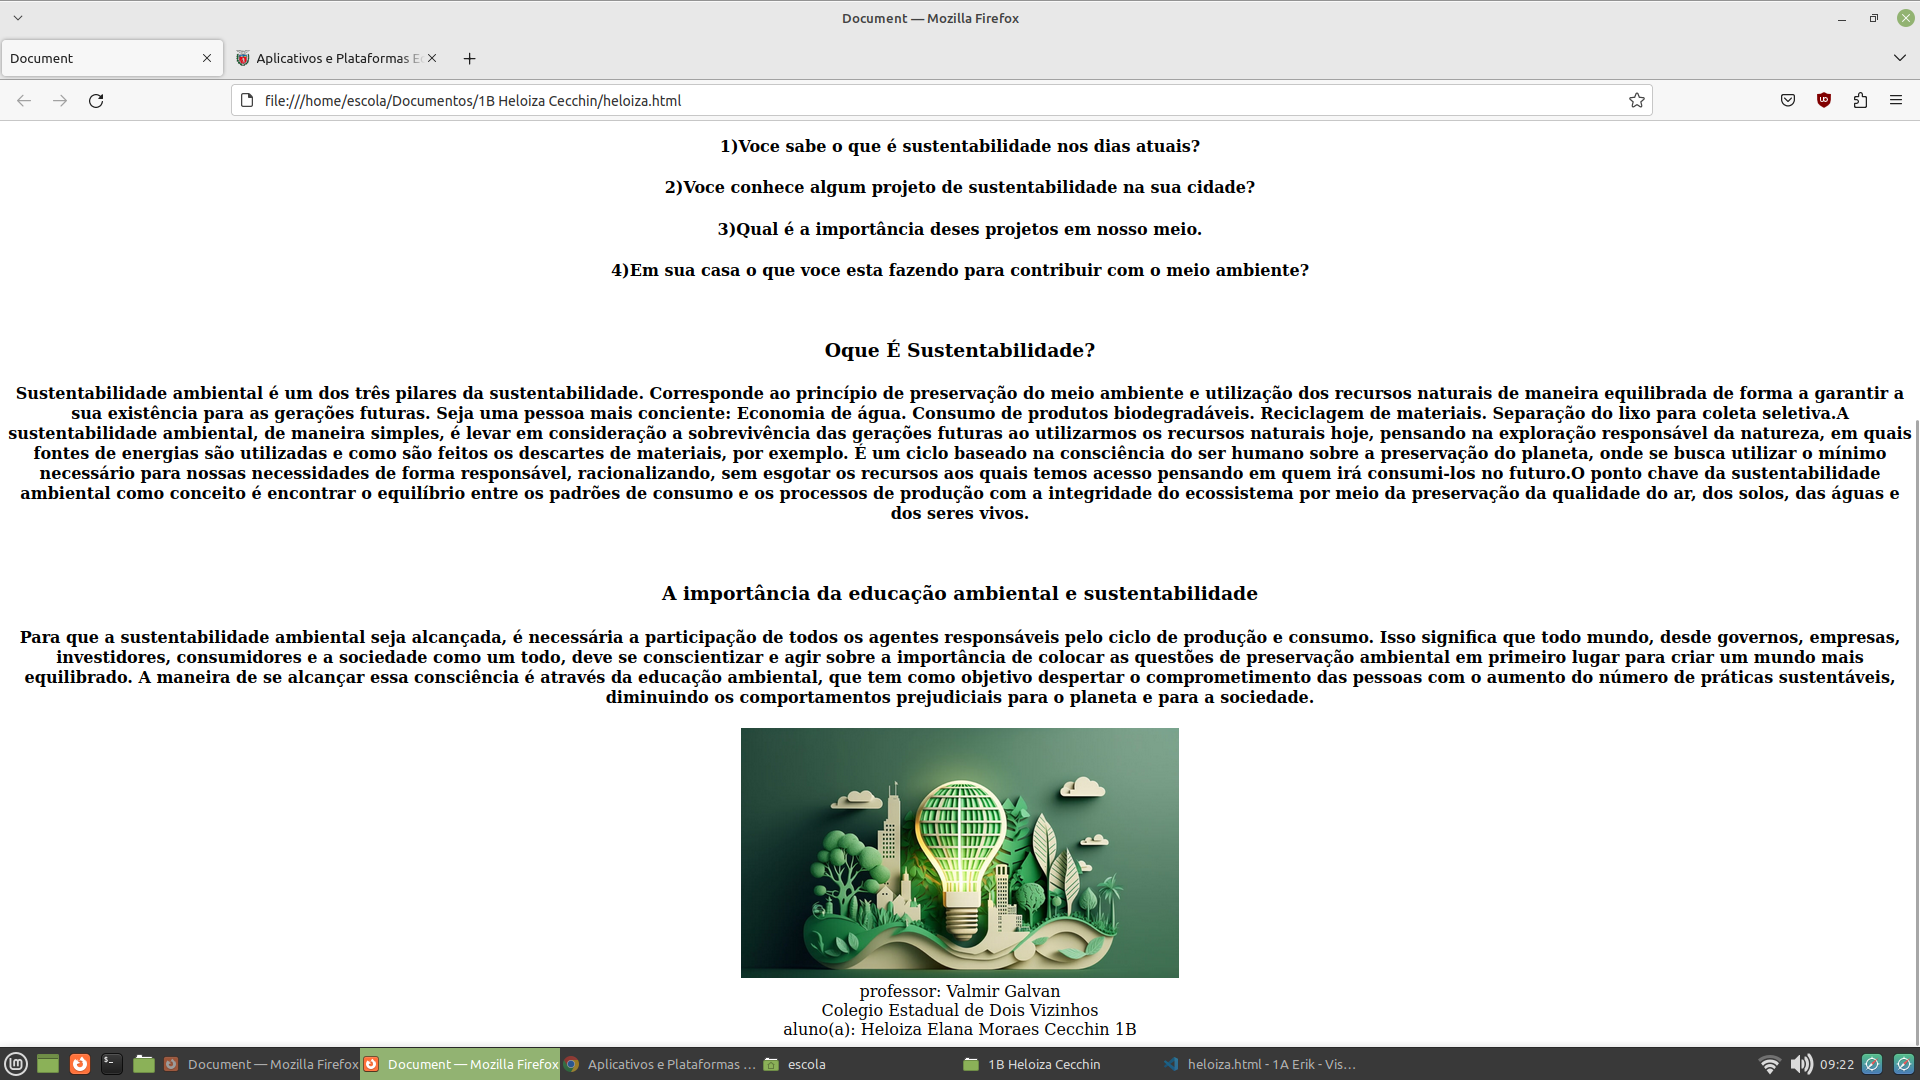 Document — Mozilla Firefox
Document
Aplicativos e Plataformas E
file:///home/escola/Documentos/1B Heloiza Cecchin/heloiza.html
1)Voce sabe o que é sustentabilidade nos dias atuais?
2)Voce conhece algum projeto de sustentabilidade na sua cidade?
3)Qual é a importância deses projetos em nosso meio.
4)Em sua casa o que voce esta fazendo para contribuir com o meio ambiente?
Oque É Sustentabilidade?
Sustentabilidade ambiental é um dos três pilares da sustentabilidade. Corresponde ao princípio de preservação do meio ambiente e utilização dos recursos naturais de maneira equilibrada de forma a garantir a
sua existência para as gerações futuras. Seja uma pessoa mais conciente: Economia de água. Consumo de produtos biodegradáveis. Reciclagem de materiais. Separação do lixo para coleta seletiva.A
sustentabilidade ambiental, de maneira simples, é levar em consideração a sobrevivência das gerações futuras ao utilizarmos os recursos naturais hoje, pensando na exploração responsável da natureza, em quais
fontes de energias são utilizadas e como são feitos os descartes de materiais, por exemplo. É um ciclo baseado na consciência do ser humano sobre a preservação do planeta, onde se busca utilizar o mínimo
necessário para nossas necessidades de forma responsável, racionalizando, sem esgotar os recursos aos quais temos acesso pensando em quem irá consumi-los no futuro.O ponto chave da sustentabilidade
ambiental como conceito é encontrar o equilíbrio entre os padrões de consumo e os processos de produção com a integridade do ecossistema por meio da preservação da qualidade do ar, dos solos, das águas e
dos seres vivos.
A importância da educação ambiental e sustentabilidade
Para que a sustentabilidade ambiental seja alcançada, é necessária a participação de todos os agentes responsáveis pelo ciclo de produção e consumo. Isso significa que todo mundo, desde governos, empresas,
investidores, consumidores e a sociedade como um todo, deve se conscientizar e agir sobre a importância de colocar as questões de preservação ambiental em primeiro lugar para criar um mundo mais
equilibrado. A maneira de se alcançar essa consciência é através da educação ambiental, que tem como objetivo despertar o comprometimento das pessoas com o aumento do número de práticas sustentáveis,
diminuindo os comportamentos prejudiciais para o planeta e para a sociedade.
professor: Valmir Galvan
Colegio Estadual de Dois Vizinhos
aluno(a): Heloiza Elana Moraes Cecchin 1B
Document — Mozilla Firefox
Document — Mozilla Firefox
Aplicativos e Plataformas ...
escola
1B Heloiza Cecchin
heloiza.html - 1A Erik - Vis...
09:22